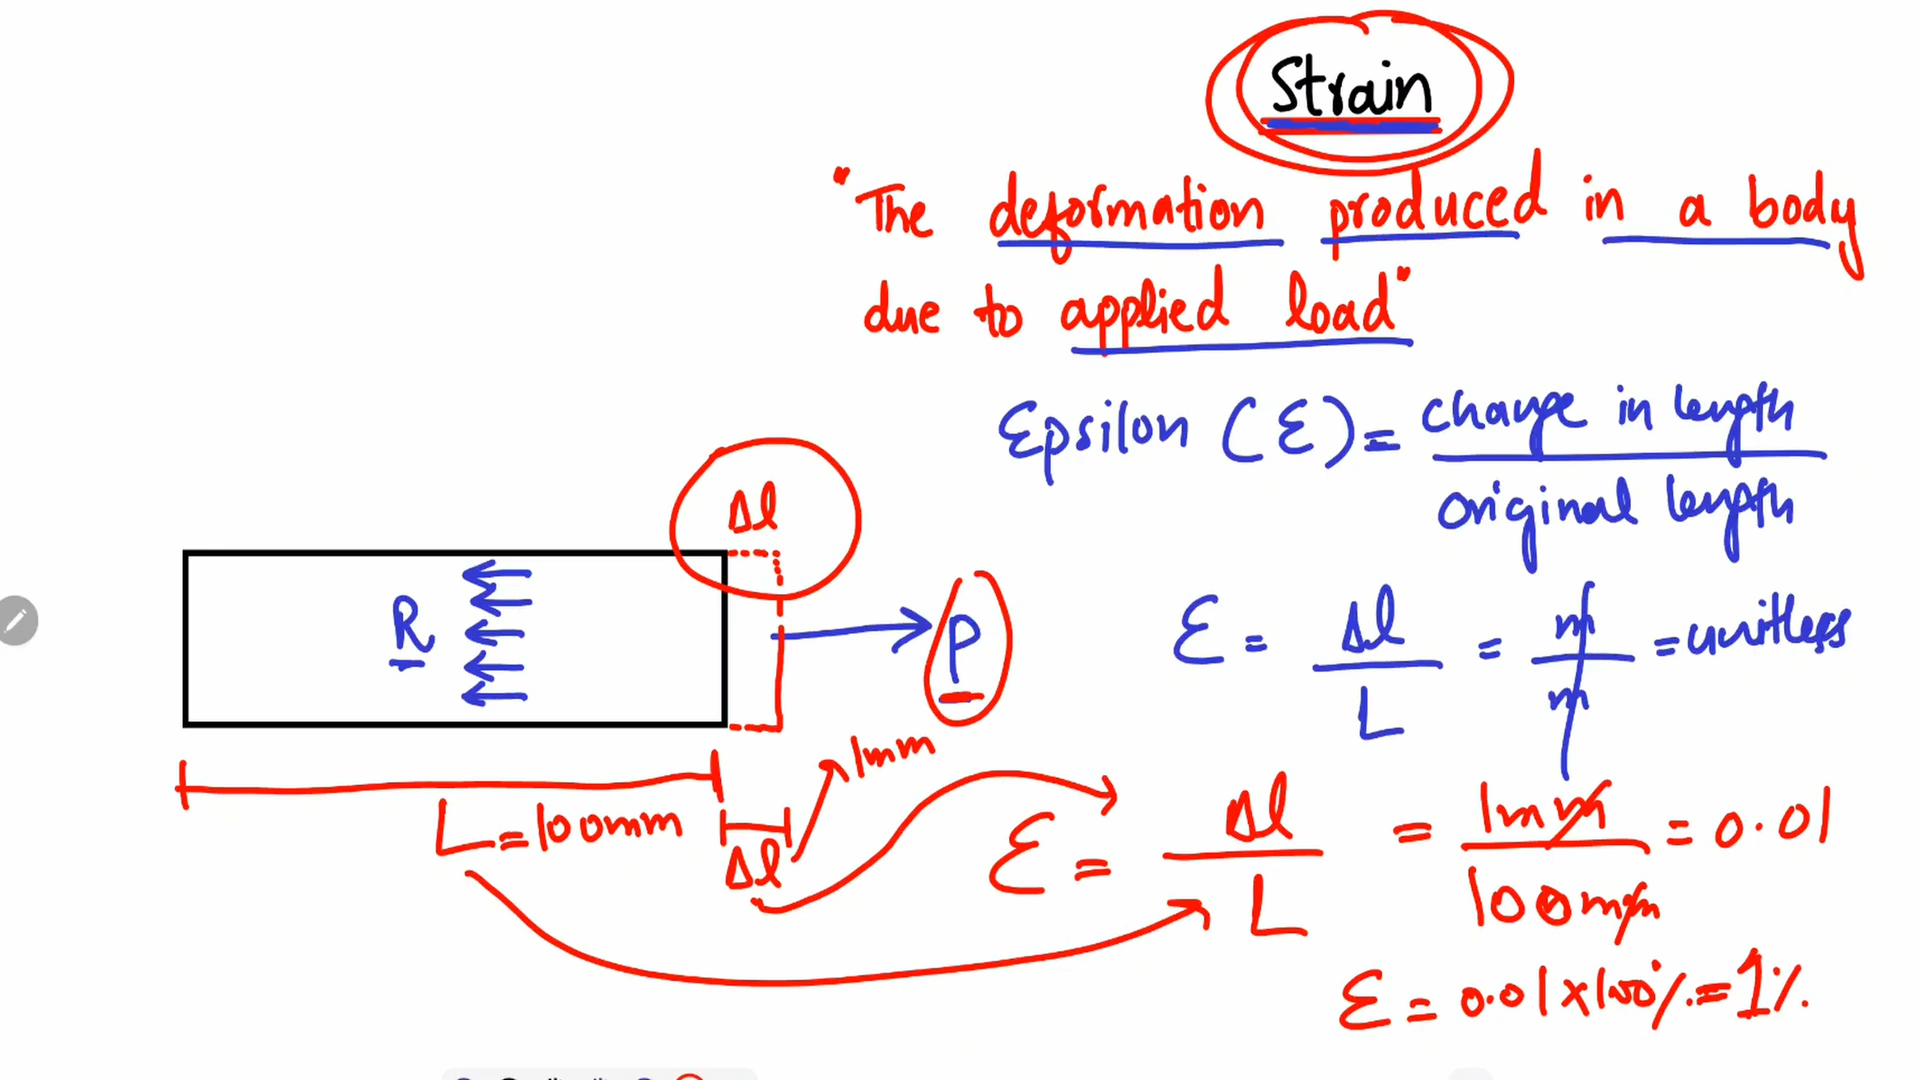 Strain
"The deformation produced in a body
due to applied load"
Epsilon (ε) = change in length
original length
Δl
R
P
ε = Δl / L = m / m = unitless
1mm
L = 100mm
Δl
ε = Δl / L = 1mm / 100mm = 0.01
ε = 0.01 x 100% = 1%